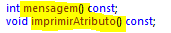 int mensagem() const;
void imprimirAtributo() const;